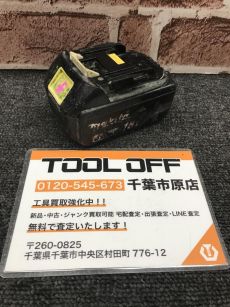 TOOL OFF
0120-545-673 千葉市原店
工具買取強化中！！
新品・中古・ジャンク買取可能 宅配査定・出張査定・LINE査定
無料で査定いたします！
〒260-0825
千葉県千葉市中央区村田町 776-12